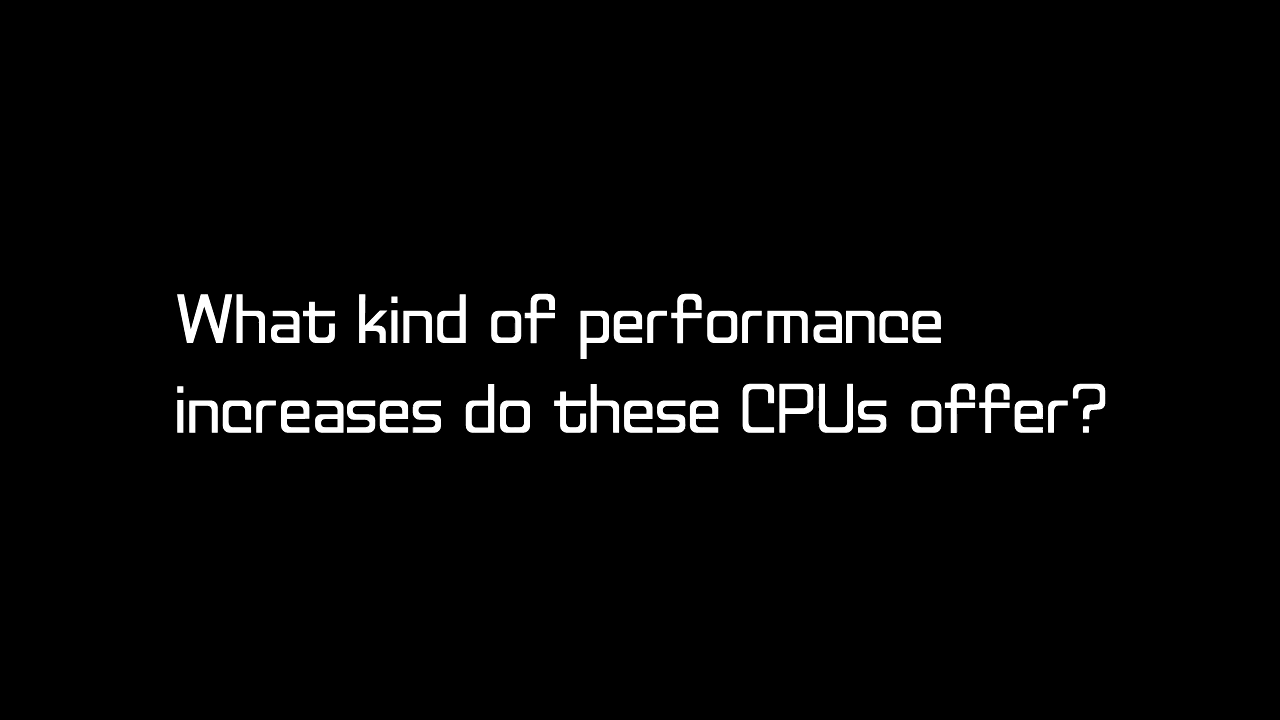 What kind of performance
increases do these CPUs offer?